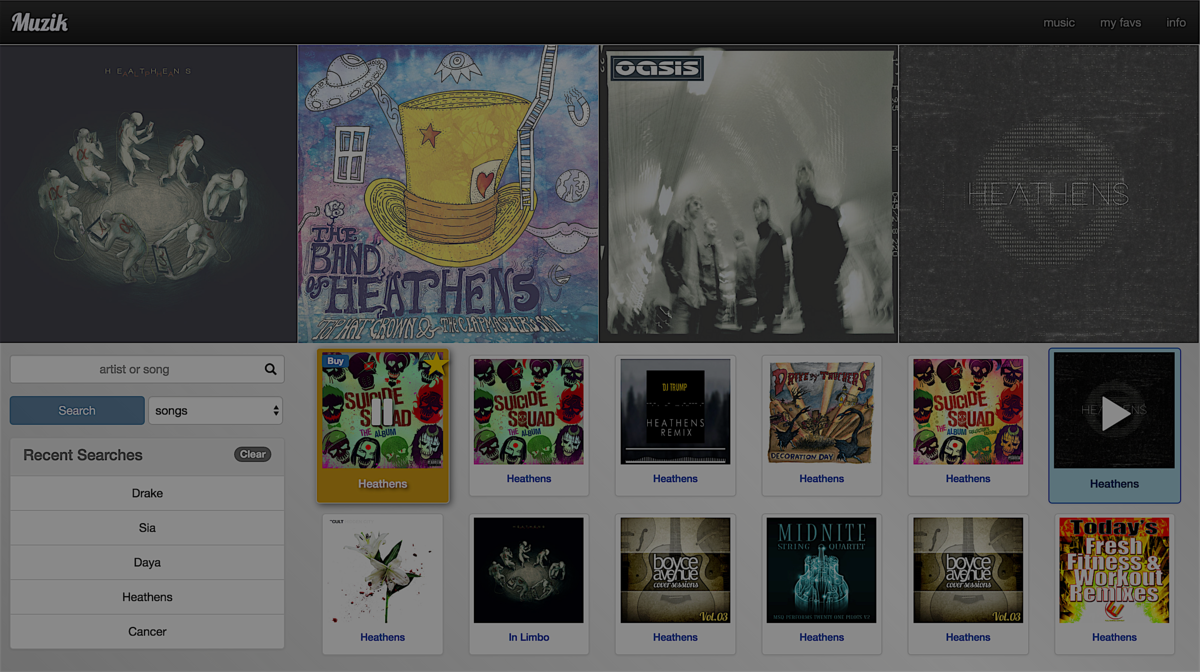 Muzik
music my favs info
HEATHENS
THE
BAND
of HEATHENS
TOP HAT CROWN & THE CLAPMASTER'S SON
oasis
HEATHENS
artist or song
Search
songs
Recent Searches
Clear
Drake
Sia
Daya
Heathens
Cancer
Buy
SUICIDE
SQUAD
THE ALBUM
Heathens
SUICIDE
SQUAD
THE ALBUM
Heathens
DJ TRUMP
HEATHENS
REMIX
Heathens
DRIVE-BY TRUCKERS
DECORATION DAY
Heathens
SUICIDE
SQUAD
THE ALBUM
Heathens
HEATHENS
Heathens
"CULT
Heathens
HEATHENS
In Limbo
boyce
avenue
cover sessions
Vol.03
Heathens
MIDNITE
STRING QUARTET
Heathens
boyce
avenue
cover sessions
Vol.03
Heathens
Today's
Fresh
Fitness &
Workout
Remixes
Heathens